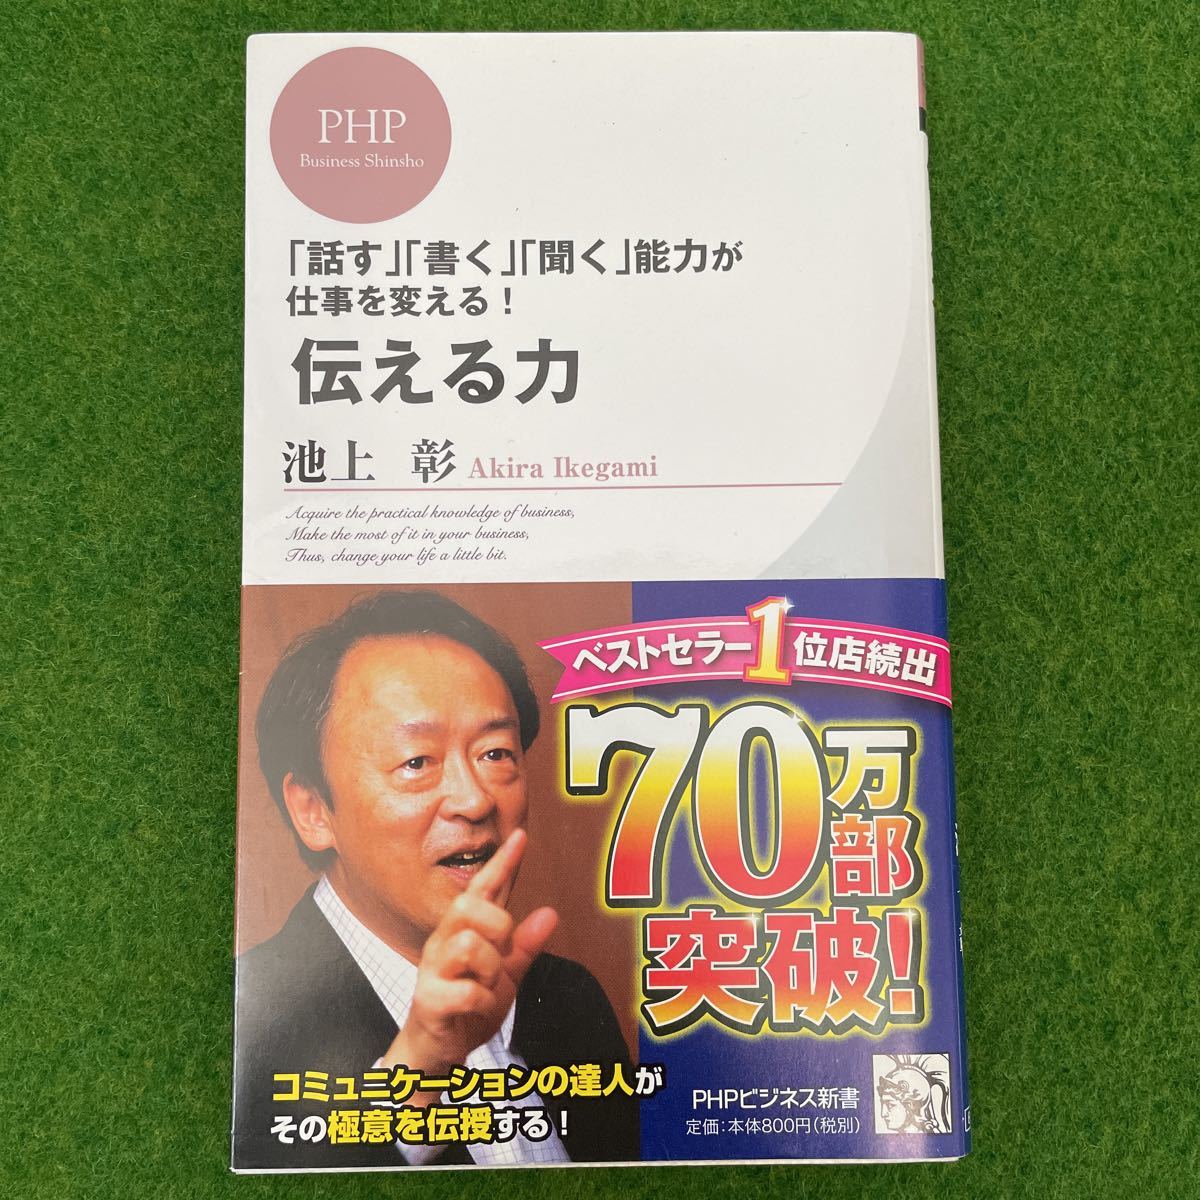 PHP
Business Shinsho
「話す」「書く」「聞く」能力が
仕事を変える！
伝える力
池上 彰 Akira Ikegami
Acquire the practical knowledge of business,
Make the most of it in your business,
Thus, change your life a little bit.
ベストセラー1位店続出
70万部
突破!
コミュニケーションの達人が
その極意を伝授する！
PHPビジネス新書
定価：本体800円（税別）